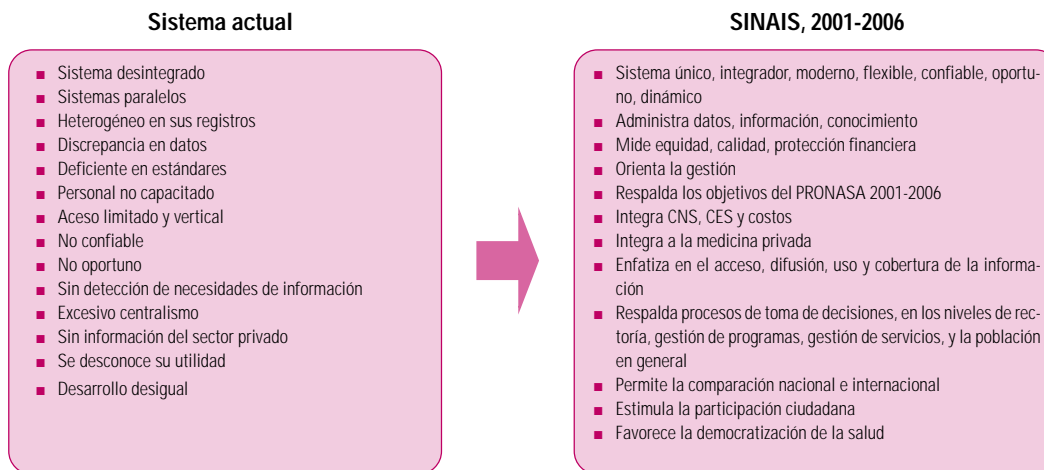 Sistema actual
Sistema desintegrado
Sistemas paralelos
Heterogéneo en sus registros
Discrepancia en datos
Deficiente en estándares
Personal no capacitado
Aceso limitado y vertical
No confiable
No oportuno
Sin detección de necesidades de información
Excesivo centralismo
Sin información del sector privado
Se desconoce su utilidad
Desarrollo desigual
SINAIS, 2001-2006
Sistema único, integrador, moderno, flexible, confiable, oportu-
no, dinámico
Administra datos, información, conocimiento
Mide equidad, calidad, protección financiera
Orienta la gestión
Respalda los objetivos del PRONASA 2001-2006
Integra CNS, CES y costos
Integra a la medicina privada
Enfatiza en el acceso, difusión, uso y cobertura de la informa-
ción
Respalda procesos de toma de decisiones, en los niveles de rec-
toría, gestión de programas, gestión de servicios, y la población
en general
Permite la comparación nacional e internacional
Estimula la participación ciudadana
Favorece la democratización de la salud